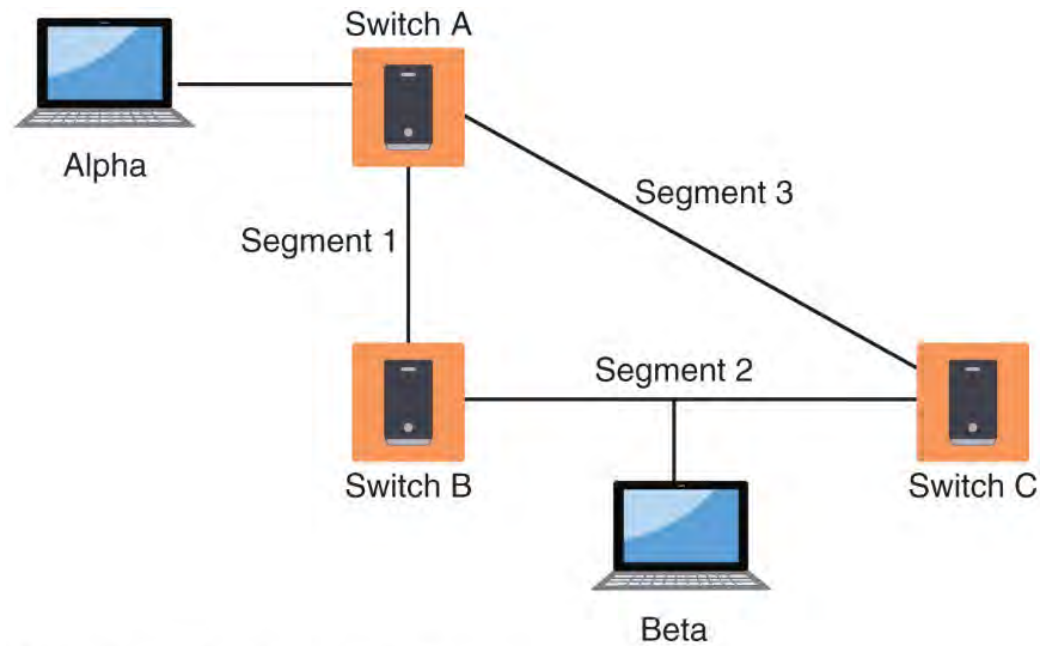 Switch A
Alpha
Segment 3
Segment 1
Segment 2
Switch B
Switch C
Beta